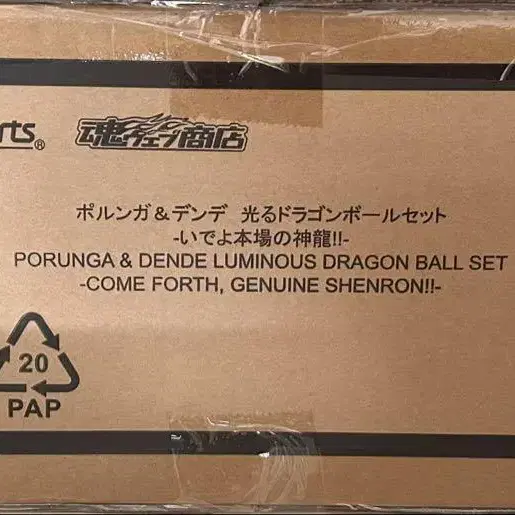 rts®
魂ウェブ商店
ポルンガ&デンデ 光るドラゴンボールセット
-いでよ本場の神龍!!-
PORUNGA & DENDE LUMINOUS DRAGON BALL SET
-COME FORTH, GENUINE SHENRON!!-
20
PAP